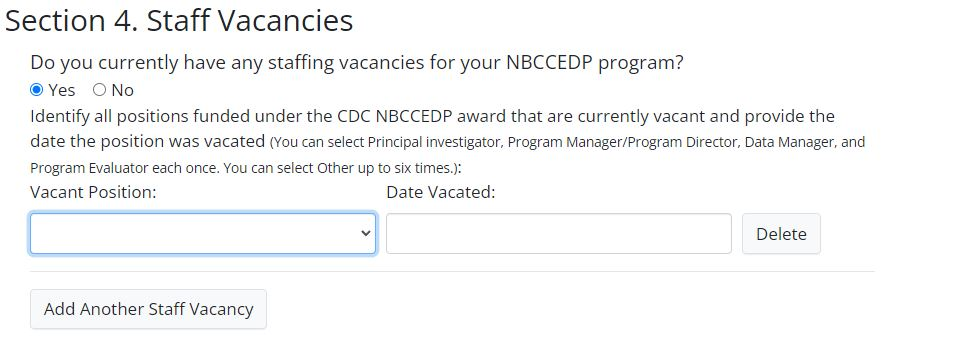 Section 4. Staff Vacancies
Do you currently have any staffing vacancies for your NBCCEDP program?
Yes No
Identify all positions funded under the CDC NBCCEDP award that are currently vacant and provide the
date the position was vacated (You can select Principal investigator, Program Manager/Program Director, Data Manager, and
Program Evaluator each once. You can select Other up to six times.):
Vacant Position: Date Vacated:
Delete
Add Another Staff Vacancy